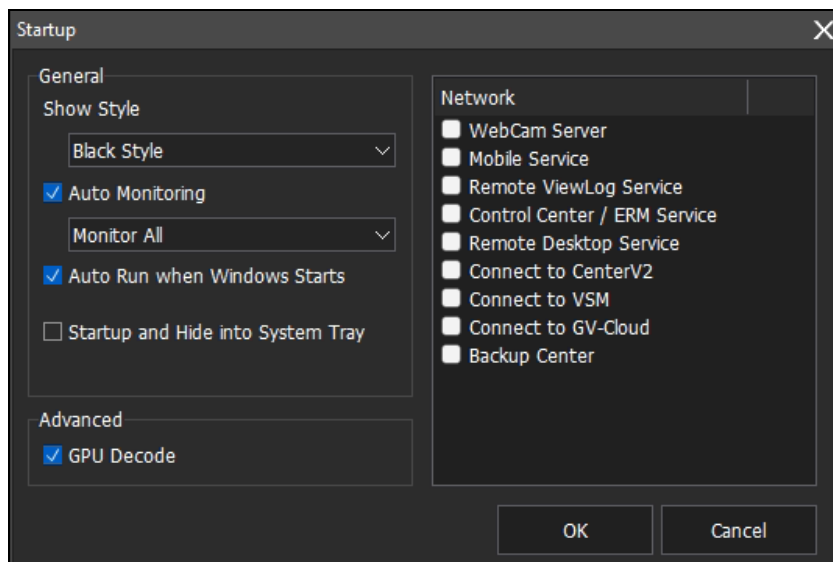 Startup
General
Show Style
Black Style
Auto Monitoring
Monitor All
Auto Run when Windows Starts
Startup and Hide into System Tray
Advanced
GPU Decode
Network
WebCam Server
Mobile Service
Remote ViewLog Service
Control Center / ERM Service
Remote Desktop Service
Connect to CenterV2
Connect to VSM
Connect to GV-Cloud
Backup Center
OK
Cancel